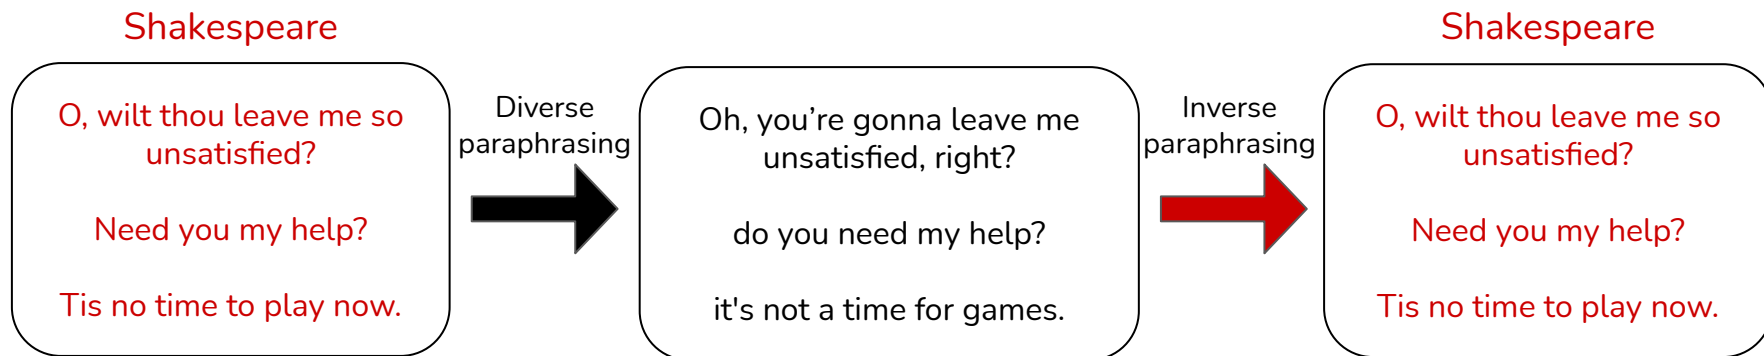 Shakespeare
O, wilt thou leave me so
unsatisfied?
Need you my help?
Tis no time to play now.
Diverse
paraphrasing
Oh, you’re gonna leave me
unsatisfied, right?
do you need my help?
it's not a time for games.
Inverse
paraphrasing
Shakespeare
O, wilt thou leave me so
unsatisfied?
Need you my help?
Tis no time to play now.